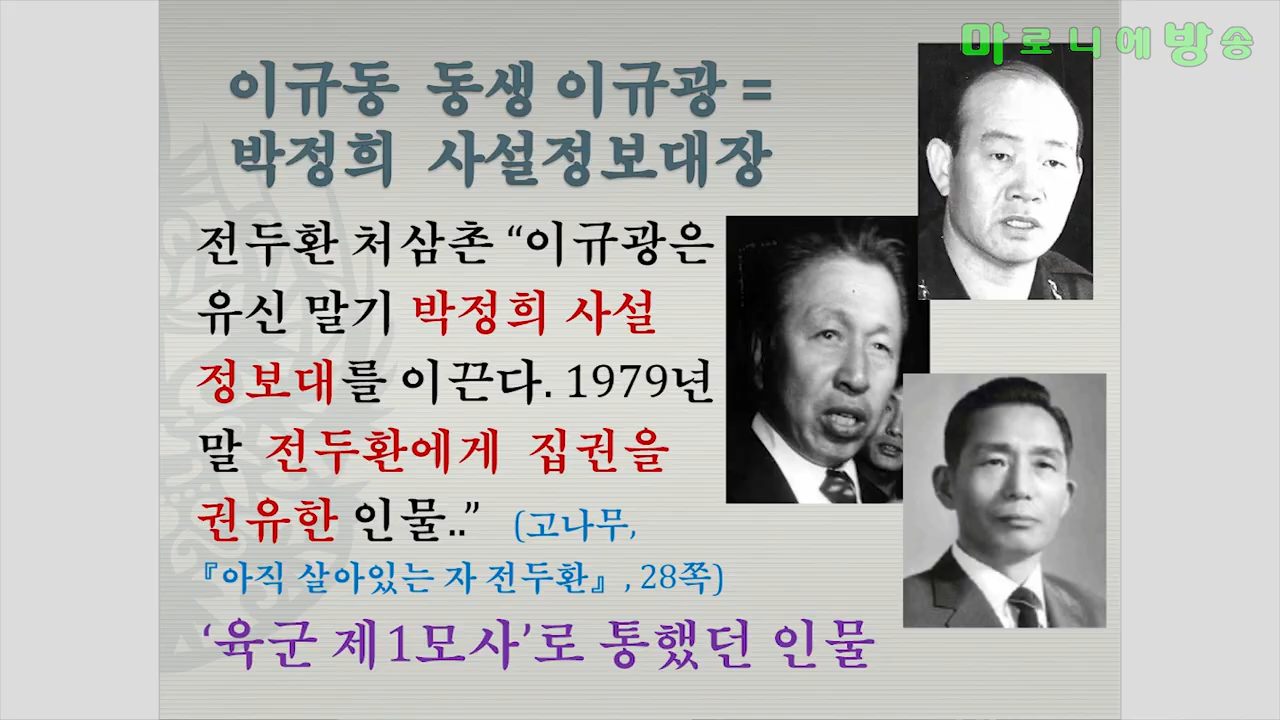 마로니에방송
이규동 동생 이규광 =
박정희 사설정보대장
전두환 처삼촌 “이규광은
유신 말기 박정희 사설
정보대를 이끈다. 1979년
말 전두환에게 집권을
권유한 인물..” (고나무,
『아직 살아있는 자 전두환』, 28쪽)
‘육군 제1모사’로 통했던 인물